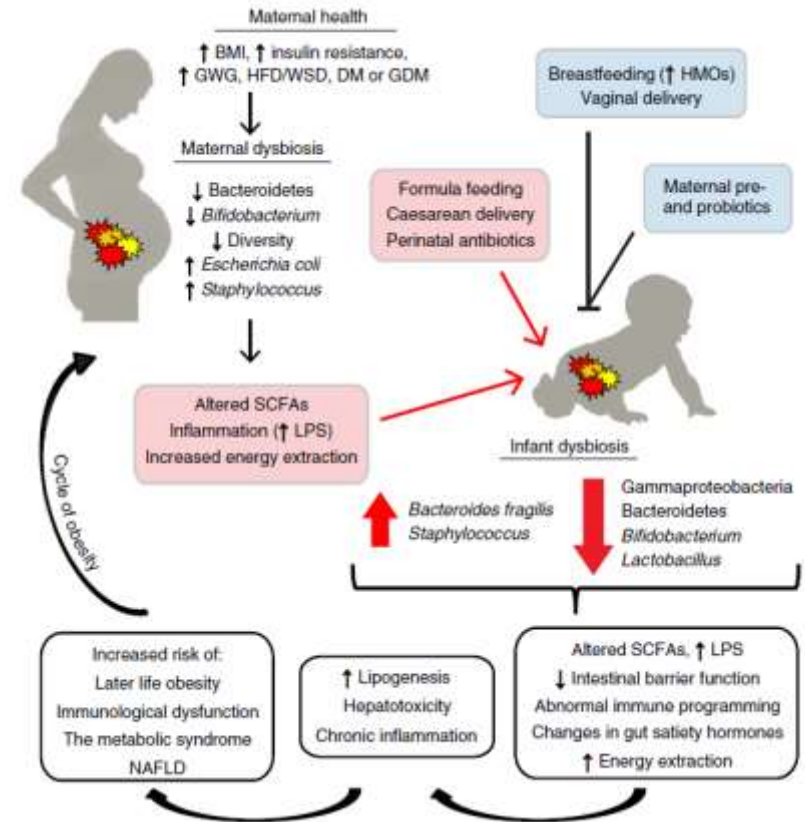 Maternal health
↑ BMI, ↑ insulin resistance,
↑ GWG, HFD/WSD, DM or GDM
Maternal dysbiosis
↓ Bacteroidetes
↓ Bifidobacterium
↓ Diversity
↑ Escherichia coli
↑ Staphylococcus
Breastfeeding (↑ HMOs)
Vaginal delivery
Maternal pre-
and probiotics
Formula feeding
Caesarean delivery
Perinatal antibiotics
Altered SCFAs
Inflammation (↑ LPS)
Increased energy extraction
Infant dysbiosis
Bacteroides fragilis
Staphylococcus
Gammaproteobacteria
Bacteroidetes
Bifidobacterium
Lactobacillus
Altered SCFAs, ↑ LPS
↓ Intestinal barrier function
Abnormal immune programming
Changes in gut satiety hormones
↑ Energy extraction
↑ Lipogenesis
Hepatotoxicity
Chronic inflammation
Increased risk of:
Later life obesity
Immunological dysfunction
The metabolic syndrome
NAFLD
Cycle of obesity